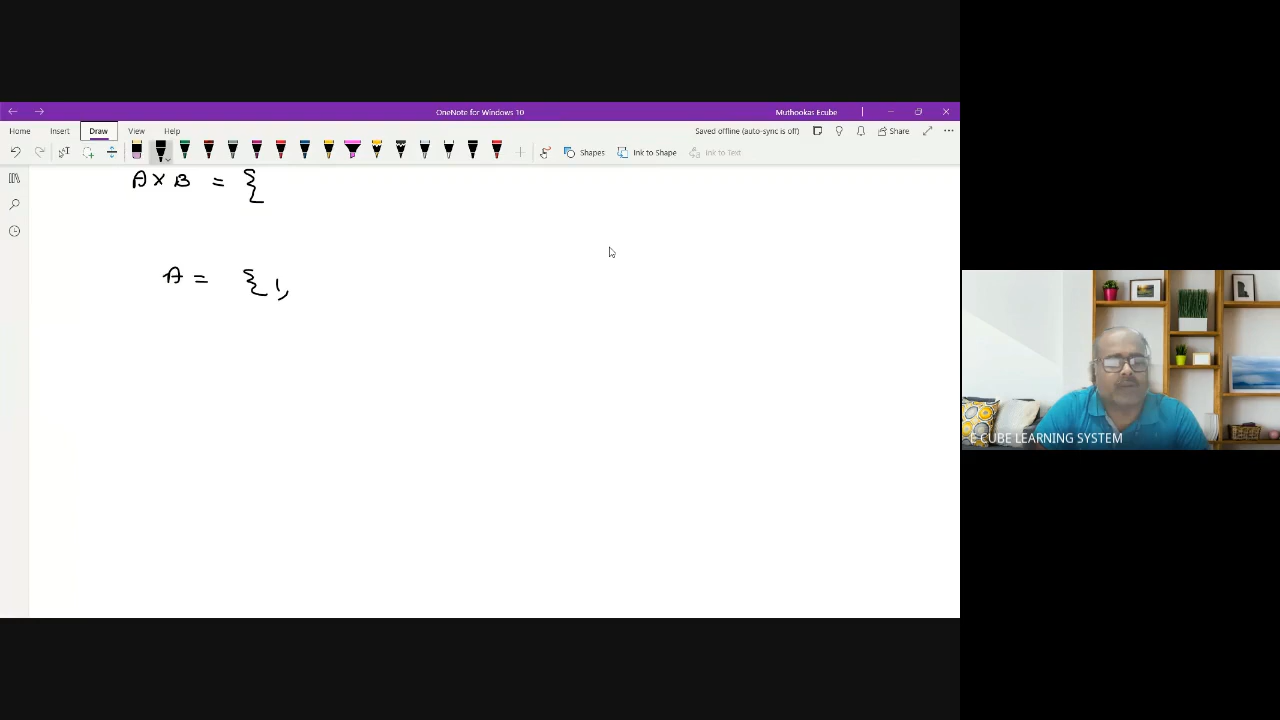 OneNote for Windows 10
Muthookas Ecube
Home Insert Draw View Help
Saved offline (auto-sync is off)
Share
Shapes
Ink to Shape
Ink to Text
A × B = {
A = { 1,
E CUBE LEARNING SYSTEM